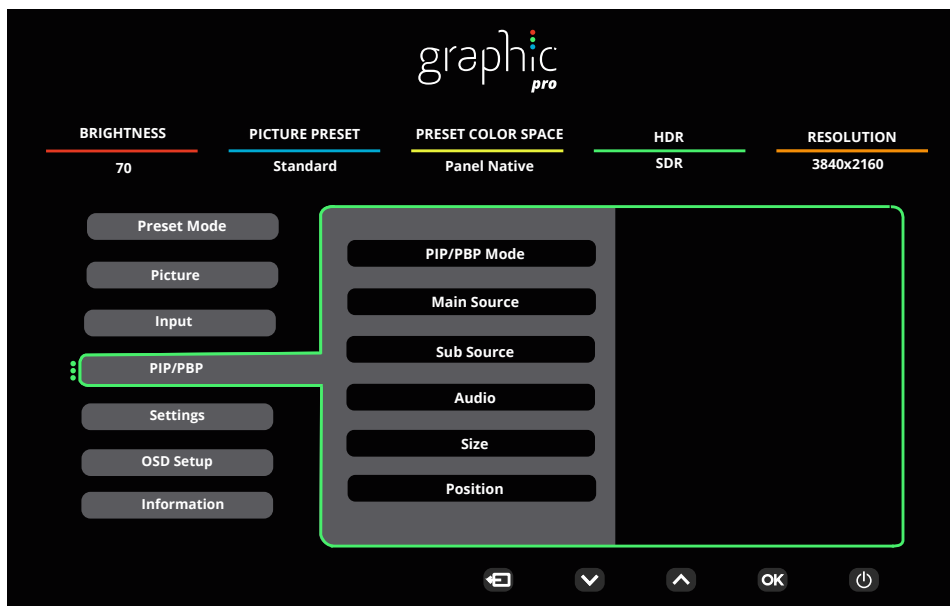 graphic
pro
BRIGHTNESS PICTURE PRESET PRESET COLOR SPACE HDR RESOLUTION
70 Standard Panel Native SDR 3840x2160
Preset Mode
Picture
Input
PIP/PBP
Settings
OSD Setup
Information
PIP/PBP Mode
Main Source
Sub Source
Audio
Size
Position
OK